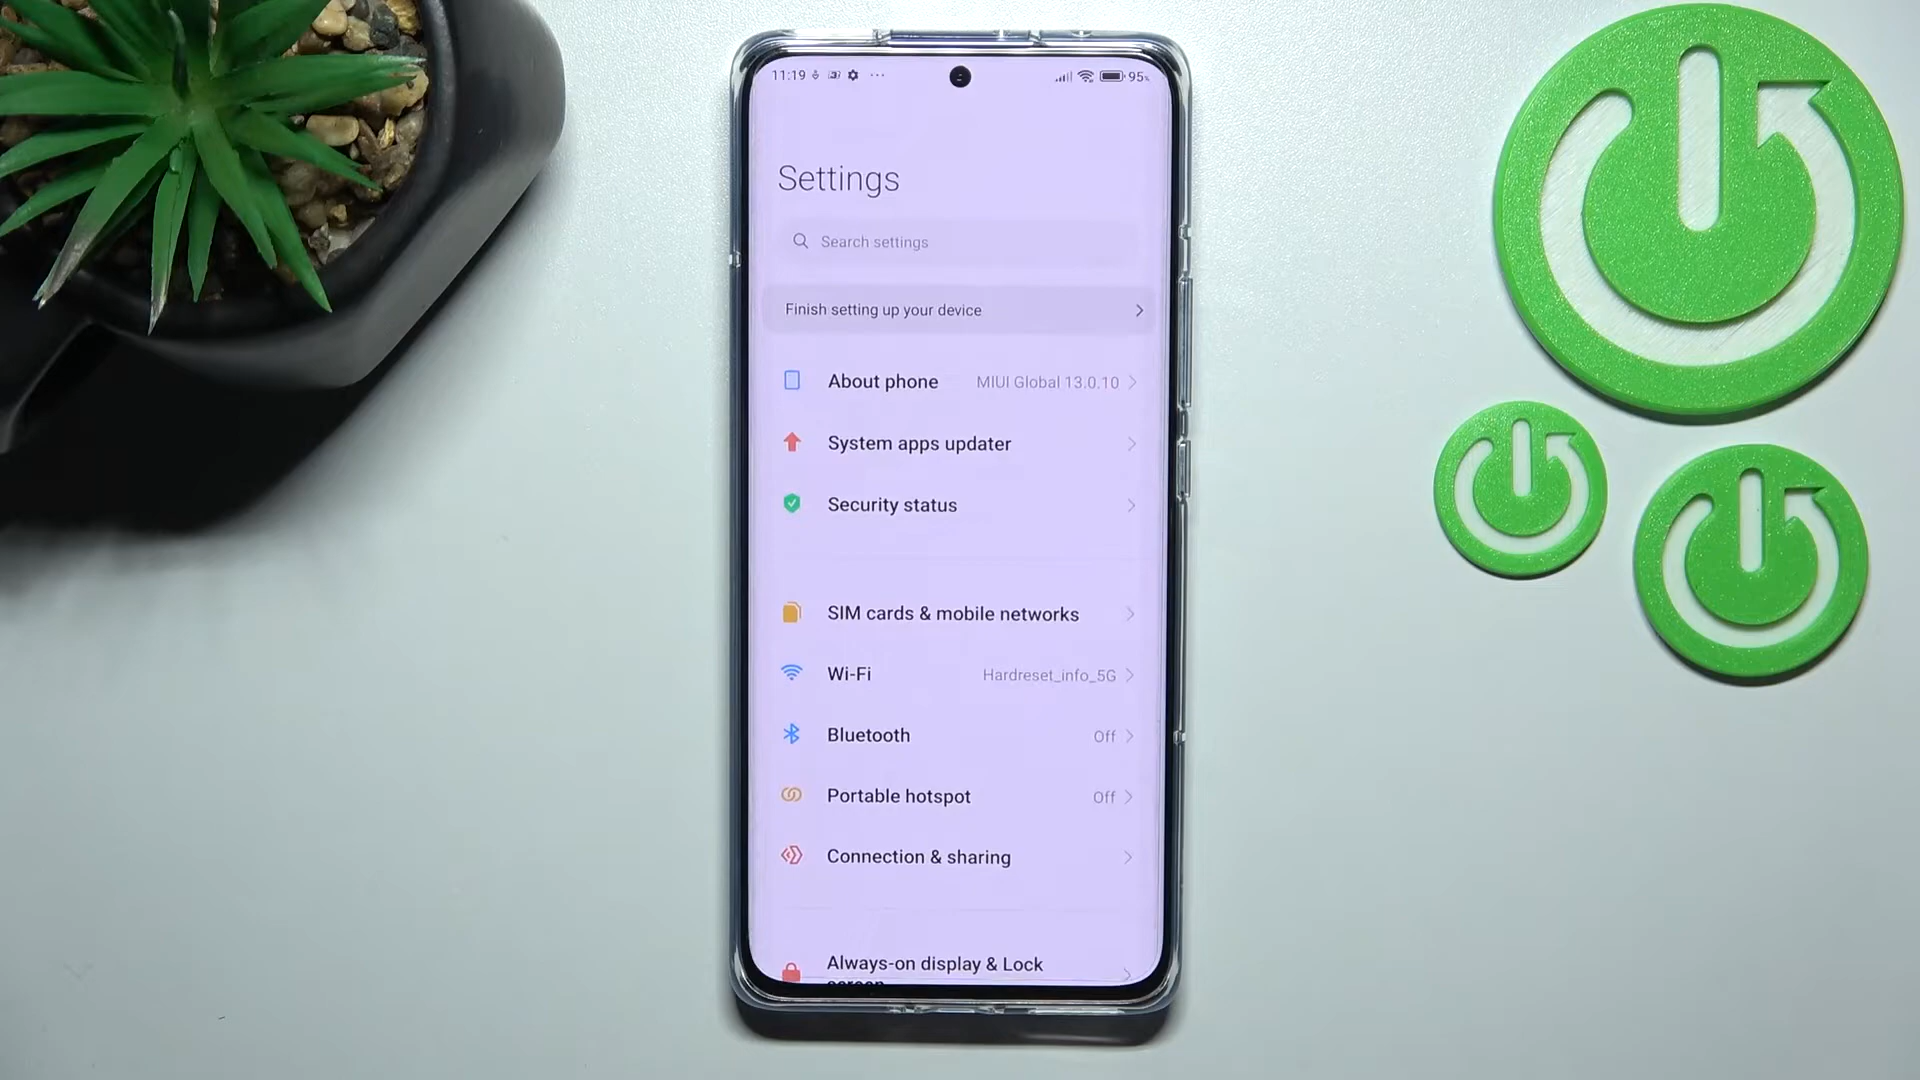 11:19 95%
Settings
Search settings
Finish setting up your device
About phone MIUI Global 13.0.10
System apps updater
Security status
SIM cards & mobile networks
Wi-Fi Hardreset_info_5G
Bluetooth Off
Portable hotspot Off
Connection & sharing
Always-on display & Lock
screen